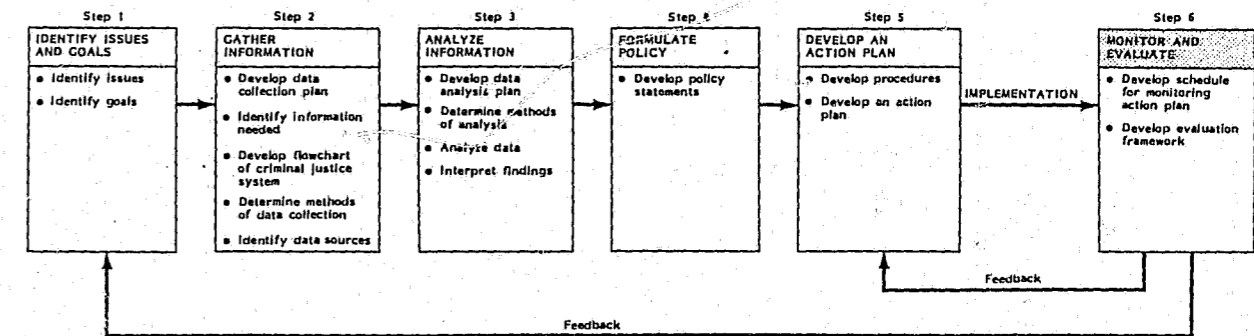 Step 1
IDENTIFY ISSUES
AND GOALS
• Identify issues
• Identify goals
Step 2
GATHER
INFORMATION
• Develop data
collection plan
• Identify information
needed
• Develop flowchart
of criminal justice
system
• Determine methods
of data collection
• Identify data sources
Step 3
ANALYZE
INFORMATION
• Develop data
analysis plan
• Determine methods
of analysis
• Analyze data
• Interpret findings
Step 4
FORMULATE
POLICY
• Develop policy
statements
Step 5
DEVELOP AN
ACTION PLAN
• Develop procedures
• Develop an action
plan
IMPLEMENTATION
Step 6
MONITOR AND
EVALUATE
• Develop schedule
for monitoring
action plan
• Develop evaluation
framework
Feedback
Feedback